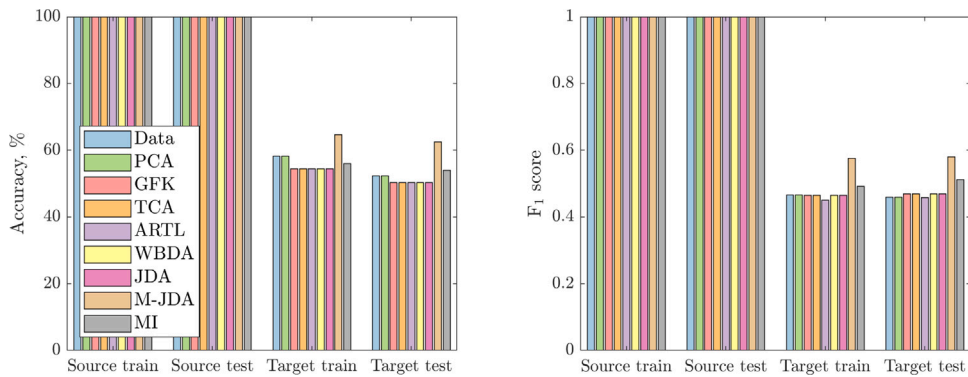 100
80
60
40
20
0
Accuracy, %
Data
PCA
GFK
TCA
ARTL
WBDA
JDA
M-JDA
MI
Source train Source test Target train Target test
1
0.8
0.6
0.4
0.2
0
F1 score
Source train Source test Target train Target test